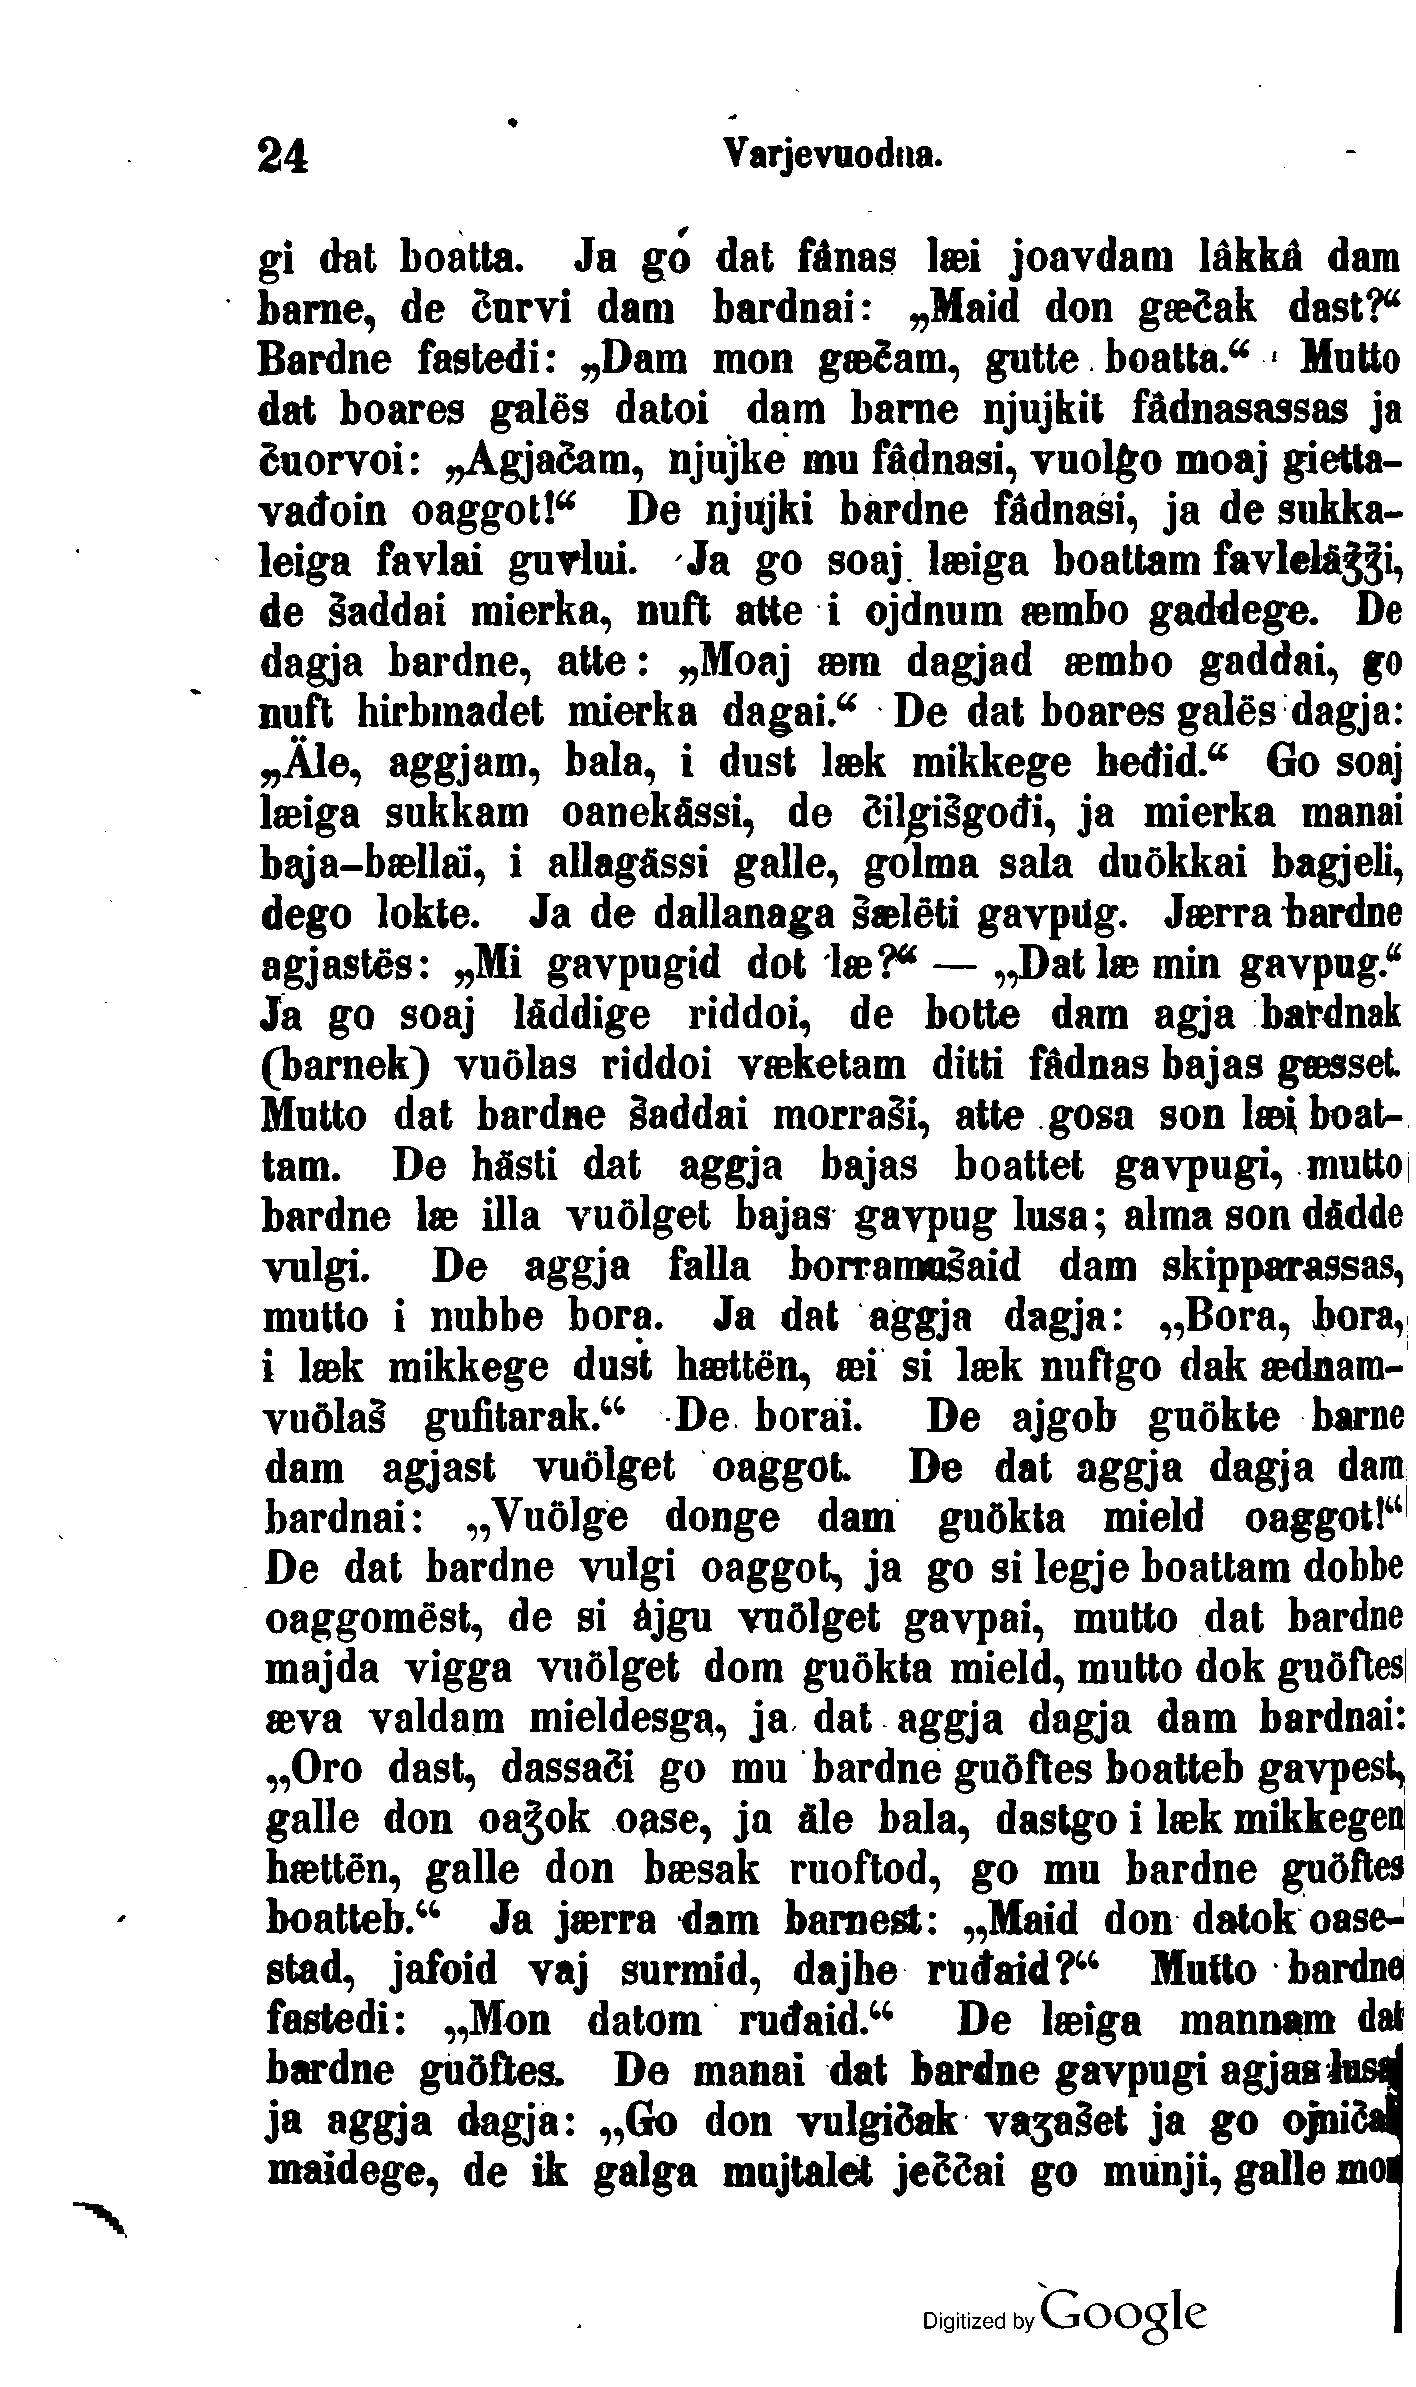 24 Varjevuodna.
gi dat boatta. Ja go dat fânas læi joavdam lâkkâ dam
barne, de čurvi dam bardnai: „Maid don gæčak dast?“
Bardne fastedi: „Dam mon gæčam, gutte boatta.“ Mutto
dat boares galës datoi dam barne njujkit fâdnasassas ja
čuorvoi: „Agjačam, njujke mu fâdnasi, vuolgo moaj gietta-
vađoin oaggot!“ De njujki bardne fâdnasi, ja de sukka-
leiga favlai guvlui. Ja go soaj læiga boattam favleläǯǯi,
de šaddai mierka, nuft atte i ojdnum æmbo gaddege. De
dagja bardne, atte: „Moaj æm dagjad æmbo gaddai, go
nuft hirbmadet mierka dagai.“ De dat boares galës dagja:
„Äle, aggjam, bala, i dust læk mikkege heđid.“ Go soaj
læiga sukkam oanekässi, de čilgišgođi, ja mierka manai
baja-bællai, i allagässi galle, golma sala duökkai bagjeli,
dego lokte. Ja de dallanaga šælëti gavpug. Jærra bardne
agjastës: „Mi gavpugid dot læ?“ — „Dat læ min gavpug.“
Ja go soaj läddige riddoi, de botte dam agja bardnak
(barnek) vuölas riddoi væketam ditti fâdnas bajas gæsset.
Mutto dat bardne šaddai morraši, atte gosa son læi boat-
tam. De hästi dat aggja bajas boattet gavpugi, mutto
bardne læ illa vuölget bajas gavpug lusa; alma son dädde
vulgi. De aggja falla borramušaid dam skipparassas,
mutto i nubbe bora. Ja dat aggja dagja: „Bora, bora,
i læk mikkege dust hættën, æi si læk nuftgo dak ædnam-
vuölaš gufitarak.“ De borai. De ajgob guökte barne
dam agjast vuölget oaggot. De dat aggja dagja dam
bardnai: „Vuölge donge dam guökta mield oaggot!“
De dat bardne vulgi oaggot, ja go si legje boattam dobbe
oaggomëst, de si âjgu vuölget gavpai, mutto dat bardne
majda vigga vuölget dom guökta mield, mutto dok guöftes
æva valdam mieldesga, ja dat aggja dagja dam bardnai:
„Oro dast, dassači go mu bardne guöftes boatteb gavpest,
galle don oaǯok oase, ja äle bala, dastgo i læk mikkegen
hættën, galle don bæsak ruoftod, go mu bardne guöftes
boatteb.“ Ja jærra dam barnest: „Maid don datok oase-
stad, jafoid vaj surmid, dajhe ruđaid?“ Mutto bardne
fastedi: „Mon datom ruđaid.“ De læiga mannam dat
bardne guöftes. De manai dat bardne gavpugi agjas lusa
ja aggja dagja: „Go don vulgičak vaʒašet ja go ojničak
maidege, de ik galga mujtalet ječčai go munji, galle mon
Digitized by Google